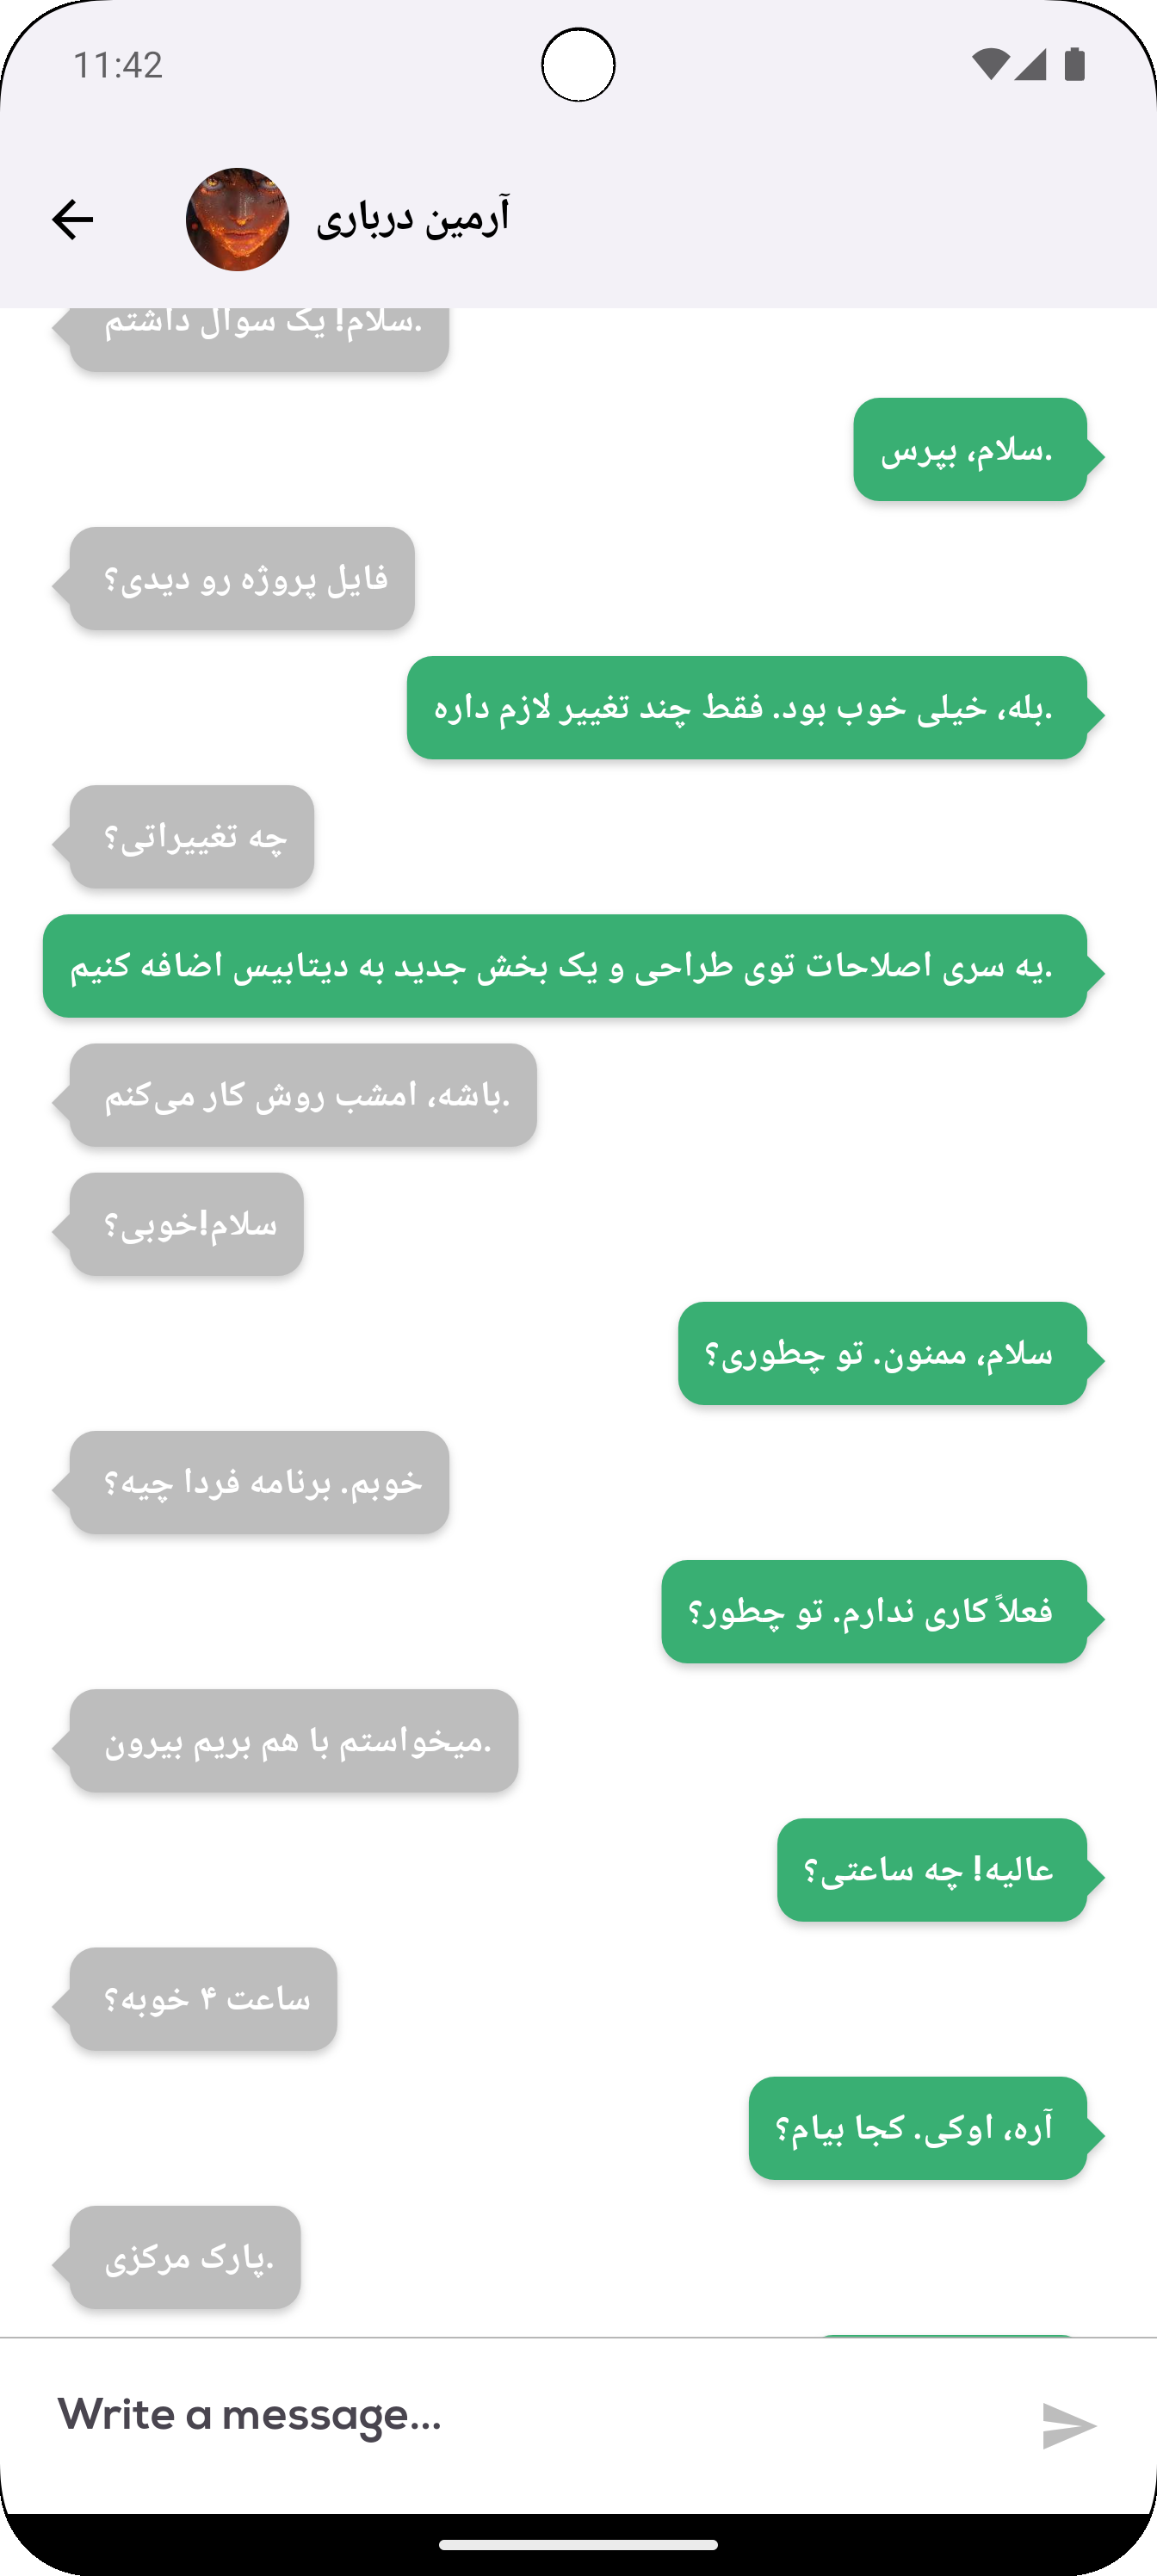 11:42
آرمین درباری
سلام! یک سوال داشتم.
سلام، بپرس.
فایل پروژه رو دیدی؟
بله، خیلی خوب بود. فقط چند تغییر لازم داره.
چه تغییراتی؟
یه سری اصلاحات توی طراحی و یک بخش جدید به دیتابیس اضافه کنیم.
باشه، امشب روش کار می‌کنم.
سلام!خوبی؟
سلام، ممنون. تو چطوری؟
خوبم. برنامه فردا چیه؟
فعلاً کاری ندارم. تو چطور؟
میخواستم با هم بریم بیرون.
عالیه! چه ساعتی؟
ساعت ۴ خوبه؟
آره، اوکی. کجا بیام؟
پارک مرکزی.
Write a message...